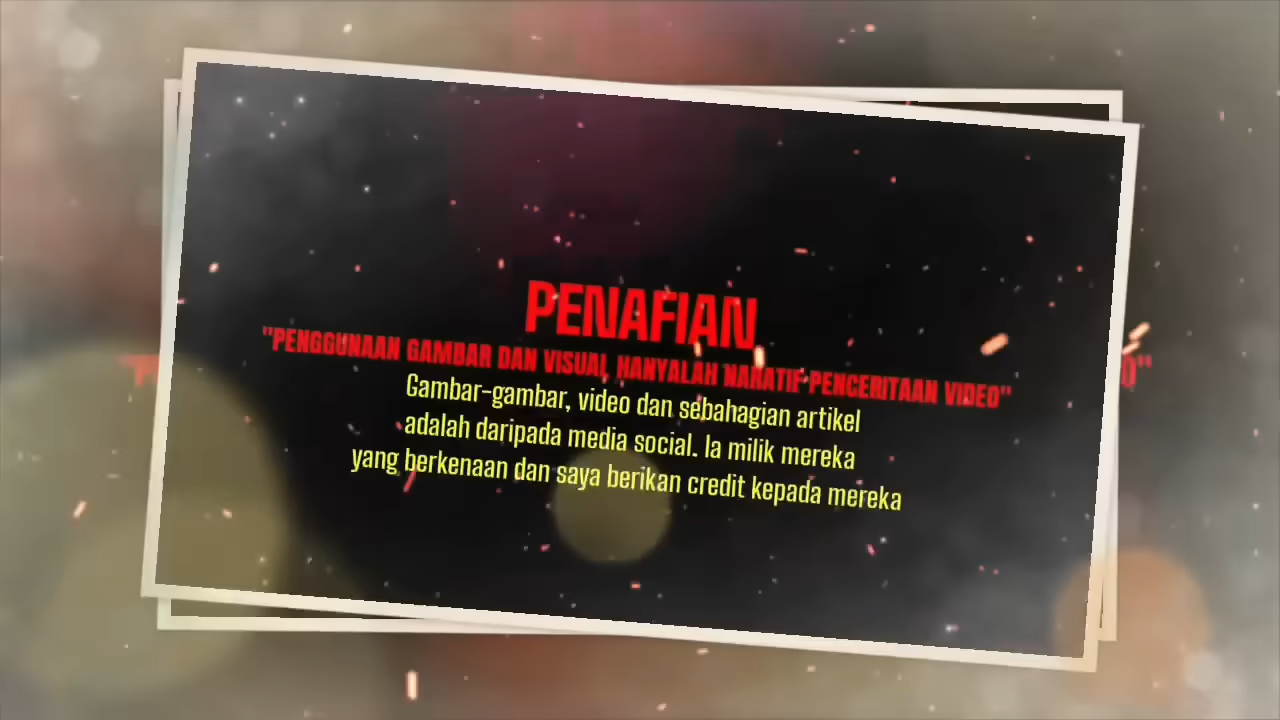 PENAFIAN
"PENGGUNAAN GAMBAR DAN VISUAL HANYALAH NARATIF PENCERITAAN VIDEO"
Gambar-gambar, video dan sebahagian artikel
adalah daripada media social. Ia milik mereka
yang berkenaan dan saya berikan credit kepada mereka